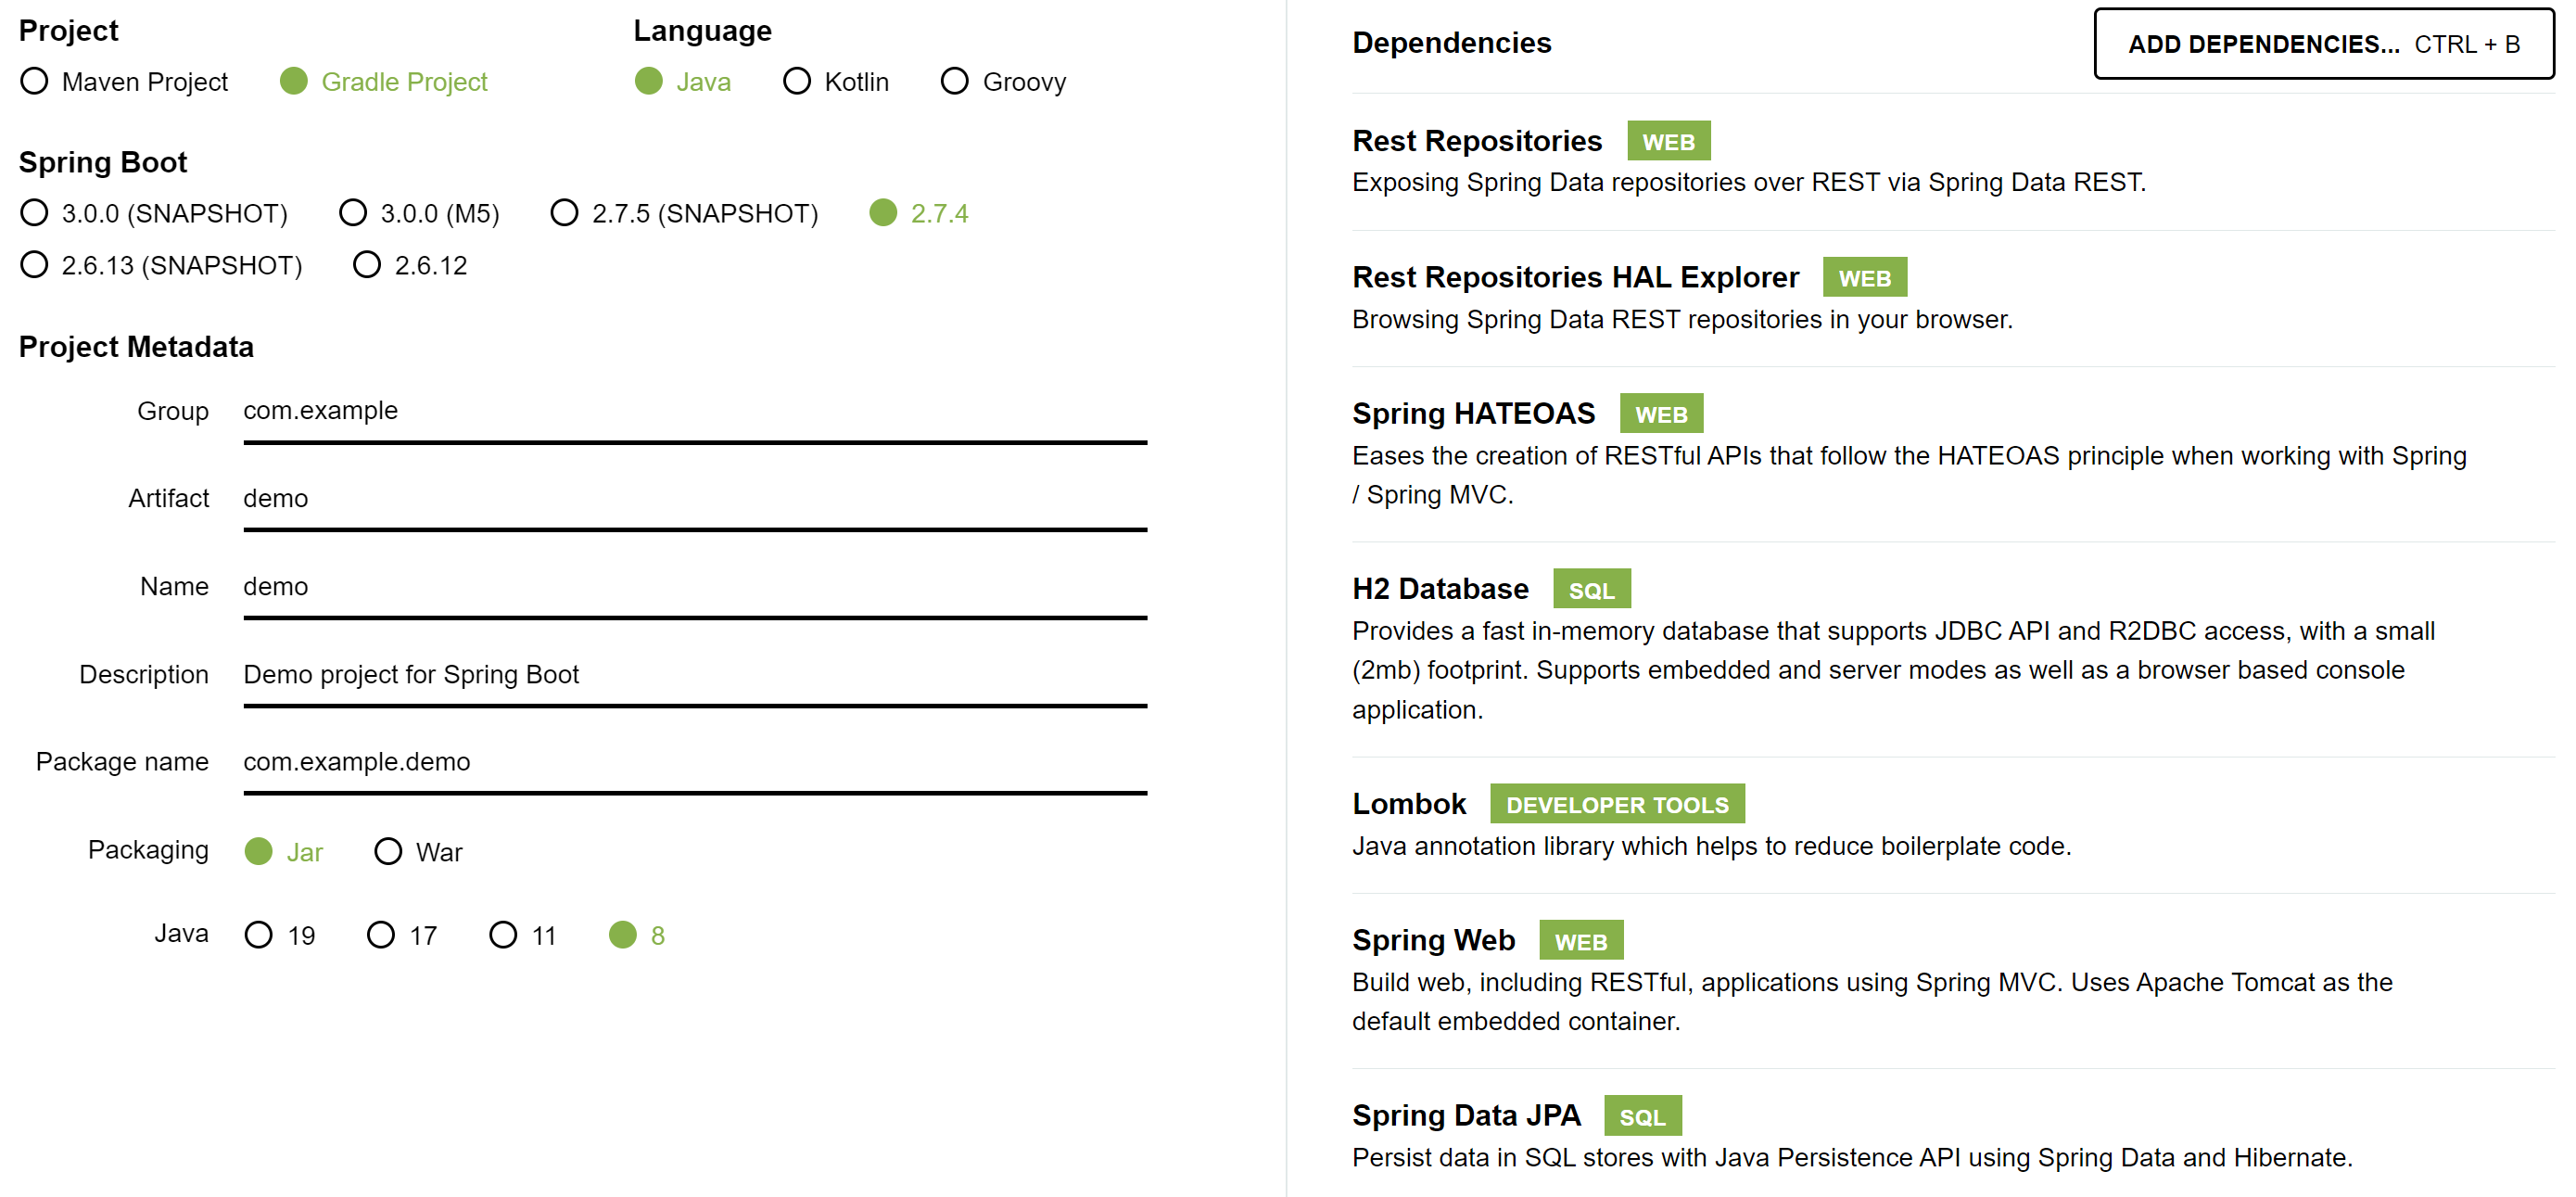 Project
Maven Project Gradle Project
Language
Java Kotlin Groovy
Spring Boot
3.0.0 (SNAPSHOT) 3.0.0 (M5) 2.7.5 (SNAPSHOT) 2.7.4
2.6.13 (SNAPSHOT) 2.6.12
Project Metadata
Group com.example
Artifact demo
Name demo
Description Demo project for Spring Boot
Package name com.example.demo
Packaging Jar War
Java 19 17 11 8
Dependencies
ADD DEPENDENCIES... CTRL + B
Rest Repositories WEB
Exposing Spring Data repositories over REST via Spring Data REST.
Rest Repositories HAL Explorer WEB
Browsing Spring Data REST repositories in your browser.
Spring HATEOAS WEB
Eases the creation of RESTful APIs that follow the HATEOAS principle when working with Spring
/ Spring MVC.
H2 Database SQL
Provides a fast in-memory database that supports JDBC API and R2DBC access, with a small
(2mb) footprint. Supports embedded and server modes as well as a browser based console
application.
Lombok DEVELOPER TOOLS
Java annotation library which helps to reduce boilerplate code.
Spring Web WEB
Build web, including RESTful, applications using Spring MVC. Uses Apache Tomcat as the
default embedded container.
Spring Data JPA SQL
Persist data in SQL stores with Java Persistence API using Spring Data and Hibernate.